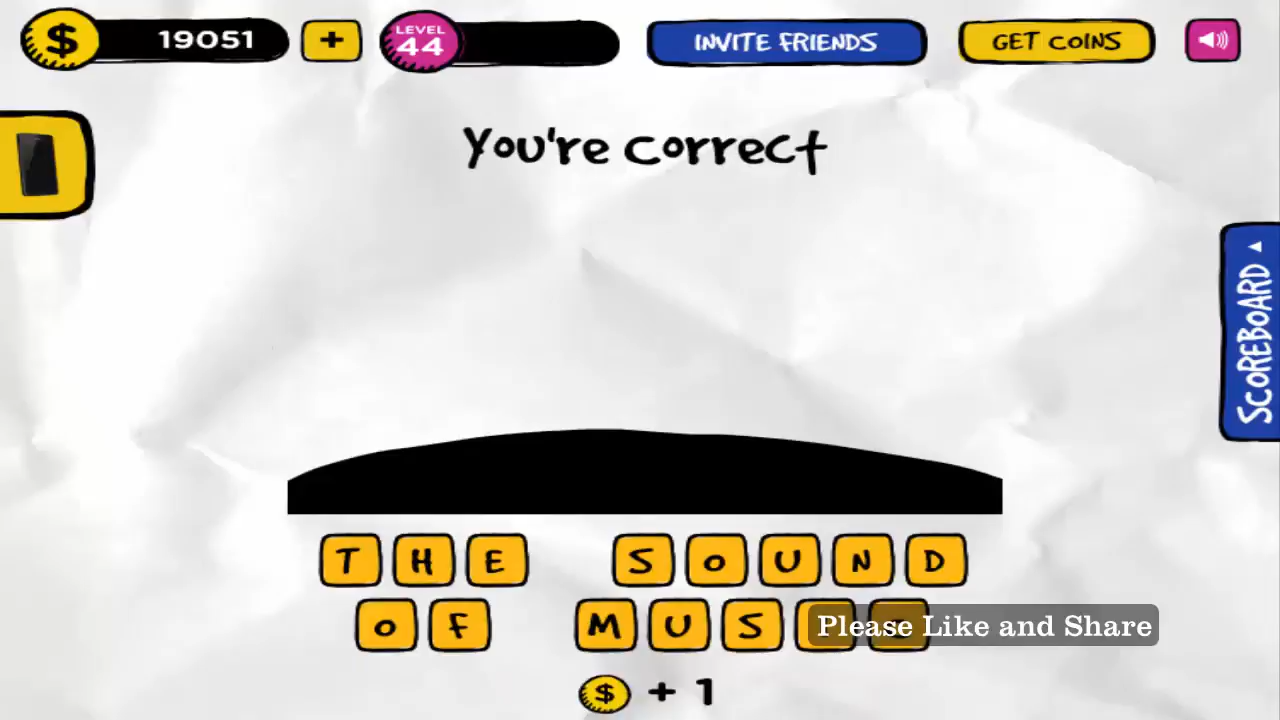 $ 19051 + LEVEL 44 INVITE FRIENDS GET COINS
You're correct
SCOREBOARD
THE SOUND
OF MUS
Please Like and Share
$ + 1